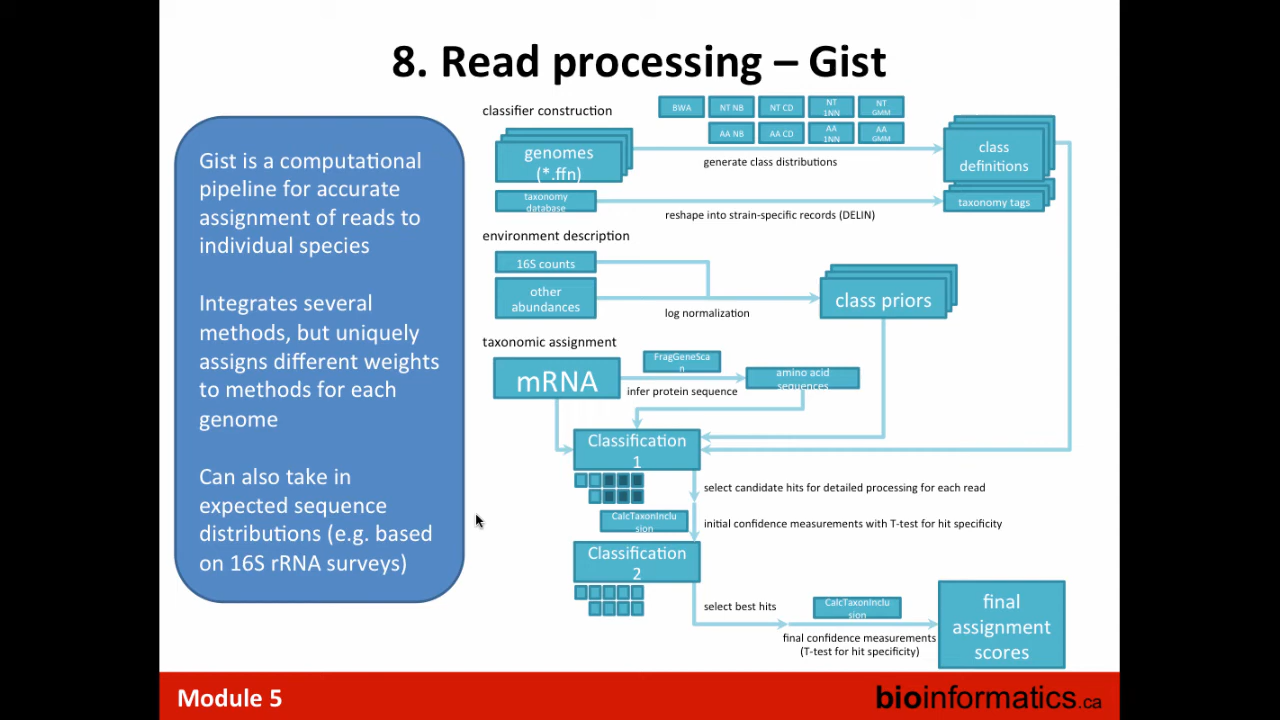 8. Read processing – Gist
Gist is a computational
pipeline for accurate
assignment of reads to
individual species
Integrates several
methods, but uniquely
assigns different weights
to methods for each
genome
Can also take in
expected sequence
distributions (e.g. based
on 16S rRNA surveys)
classifier construction
BWA
NT NB
NT CD
NT
1NN
NT
GMM
AA NB
AA CD
AA
1NN
AA
GMM
genomes
(*.ffn)
generate class distributions
class
definitions
taxonomy
database
reshape into strain-specific records (DELIN)
taxonomy tags
environment description
16S counts
other
abundances
log normalization
class priors
taxonomic assignment
mRNA
FragGeneSca
n
infer protein sequence
amino acid
sequences
Classification
1
select candidate hits for detailed processing for each read
CalcTaxonInclu
sion
initial confidence measurements with T-test for hit specificity
Classification
2
select best hits
CalcTaxonInclu
sion
final confidence measurements
(T-test for hit specificity)
final
assignment
scores
Module 5
bioinformatics.ca